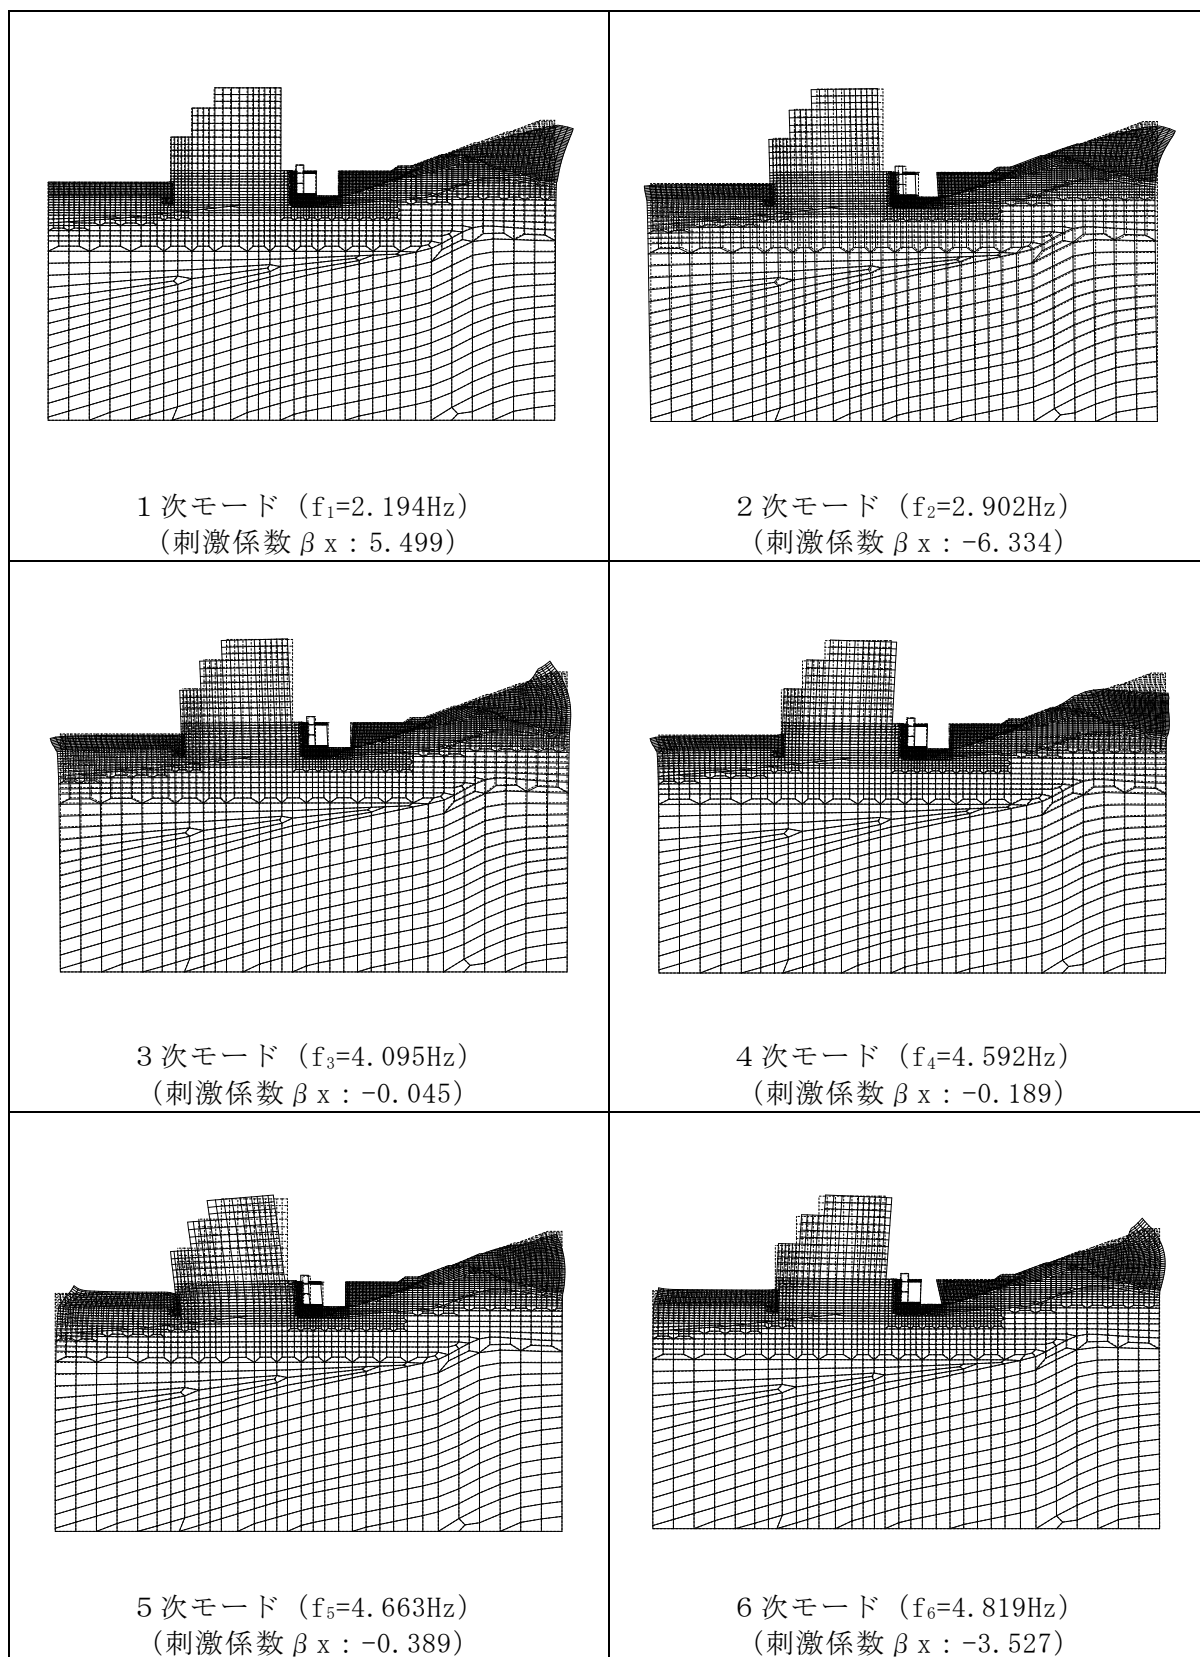 1次モード（f₁=2.194Hz）
（刺激係数βx：5.499）
2次モード（f₂=2.902Hz）
（刺激係数βx：-6.334）
3次モード（f₃=4.095Hz）
（刺激係数βx：-0.045）
4次モード（f₄=4.592Hz）
（刺激係数βx：-0.189）
5次モード（f₅=4.663Hz）
（刺激係数βx：-0.389）
6次モード（f₆=4.819Hz）
（刺激係数βx：-3.527）